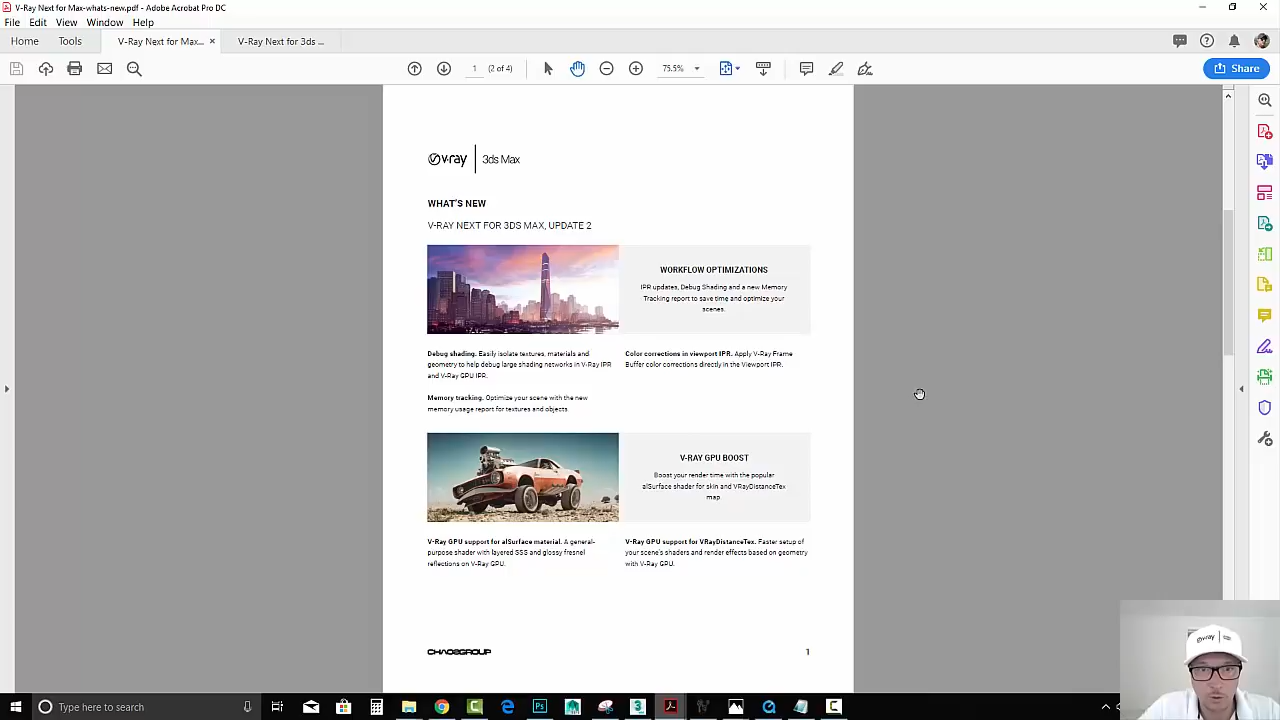 V-Ray Next for Max-whats-new.pdf - Adobe Acrobat Pro DC
File Edit View Window Help
Home Tools V-Ray Next for Max... × V-Ray Next for 3ds ...
1 (2 of 4) 75.5% Share
v-ray 3ds Max
WHAT'S NEW
V-RAY NEXT FOR 3DS MAX, UPDATE 2
WORKFLOW OPTIMIZATIONS
IPR updates, Debug Shading and a new Memory
Tracking report to save time and optimize your
scenes.
Debug shading. Easily isolate textures, materials and
geometry to help debug large shading networks in V-Ray IPR
and V-Ray GPU IPR.
Memory tracking. Optimize your scene with the new
memory usage report for textures and objects.
Color corrections in viewport IPR. Apply V-Ray Frame
Buffer color corrections directly in the Viewport IPR.
V-RAY GPU BOOST
Boost your render time with the popular
alSurface shader for skin and VRayDistanceTex
map.
V-Ray GPU support for alSurface material. A general-
purpose shader with layered SSS and glossy fresnel
reflections on V-Ray GPU.
V-Ray GPU support for VRayDistanceTex. Faster setup of
your scene's shaders and render effects based on geometry
with V-Ray GPU.
CHAOSGROUP 1
Type here to search
v-ray